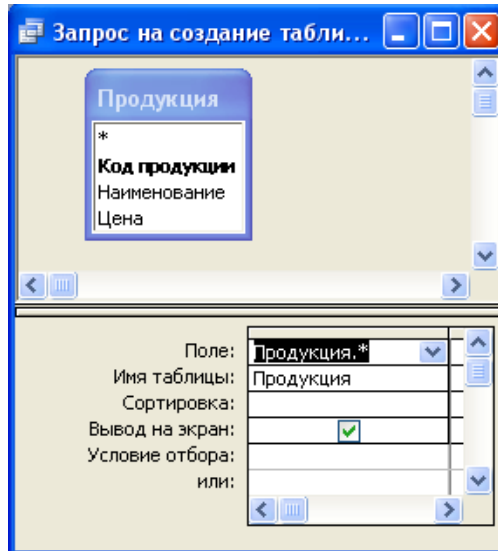 Запрос на создание табли...
Продукция
*
Код продукции
Наименование
Цена
Поле: Продукция.*
Имя таблицы: Продукция
Сортировка:
Вывод на экран:
Условие отбора:
или: